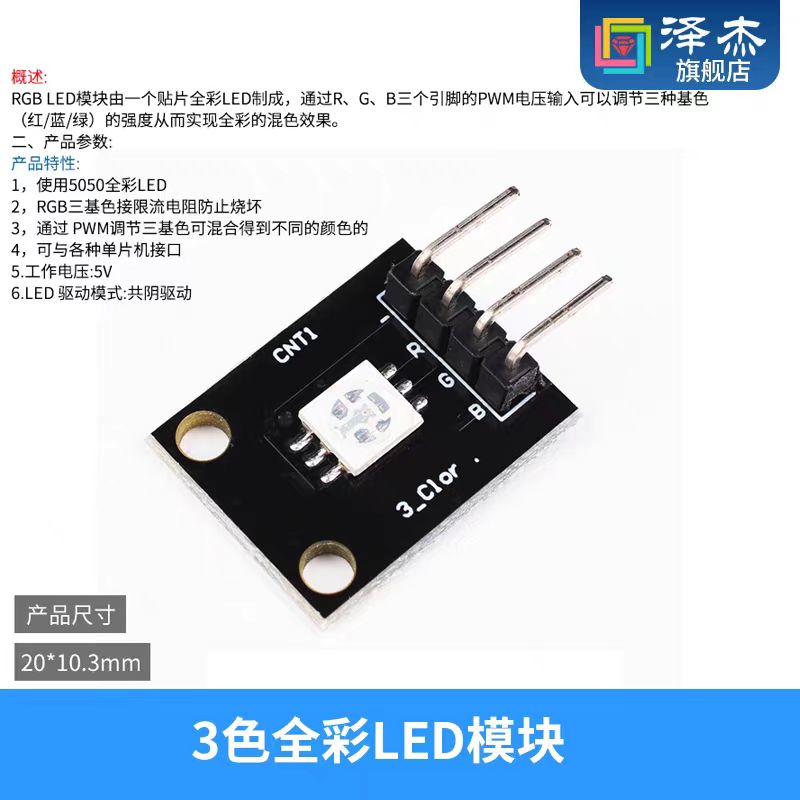 泽杰
旗舰店
概述:
RGB LED模块由一个贴片全彩LED制成，通过R、G、B三个引脚的PWM电压输入可以调节三种基色
（红/蓝/绿）的强度从而实现全彩的混色效果。
二、产品参数:
产品特性:
1，使用5050全彩LED
2，RGB三基色接限流电阻防止烧坏
3，通过 PWM调节三基色可混合得到不同的颜色的
4，可与各种单片机接口
5.工作电压:5V
6.LED 驱动模式:共阴驱动
CNT1
-
R
G
B
3_Clor .
产品尺寸
20*10.3mm
3色全彩LED模块